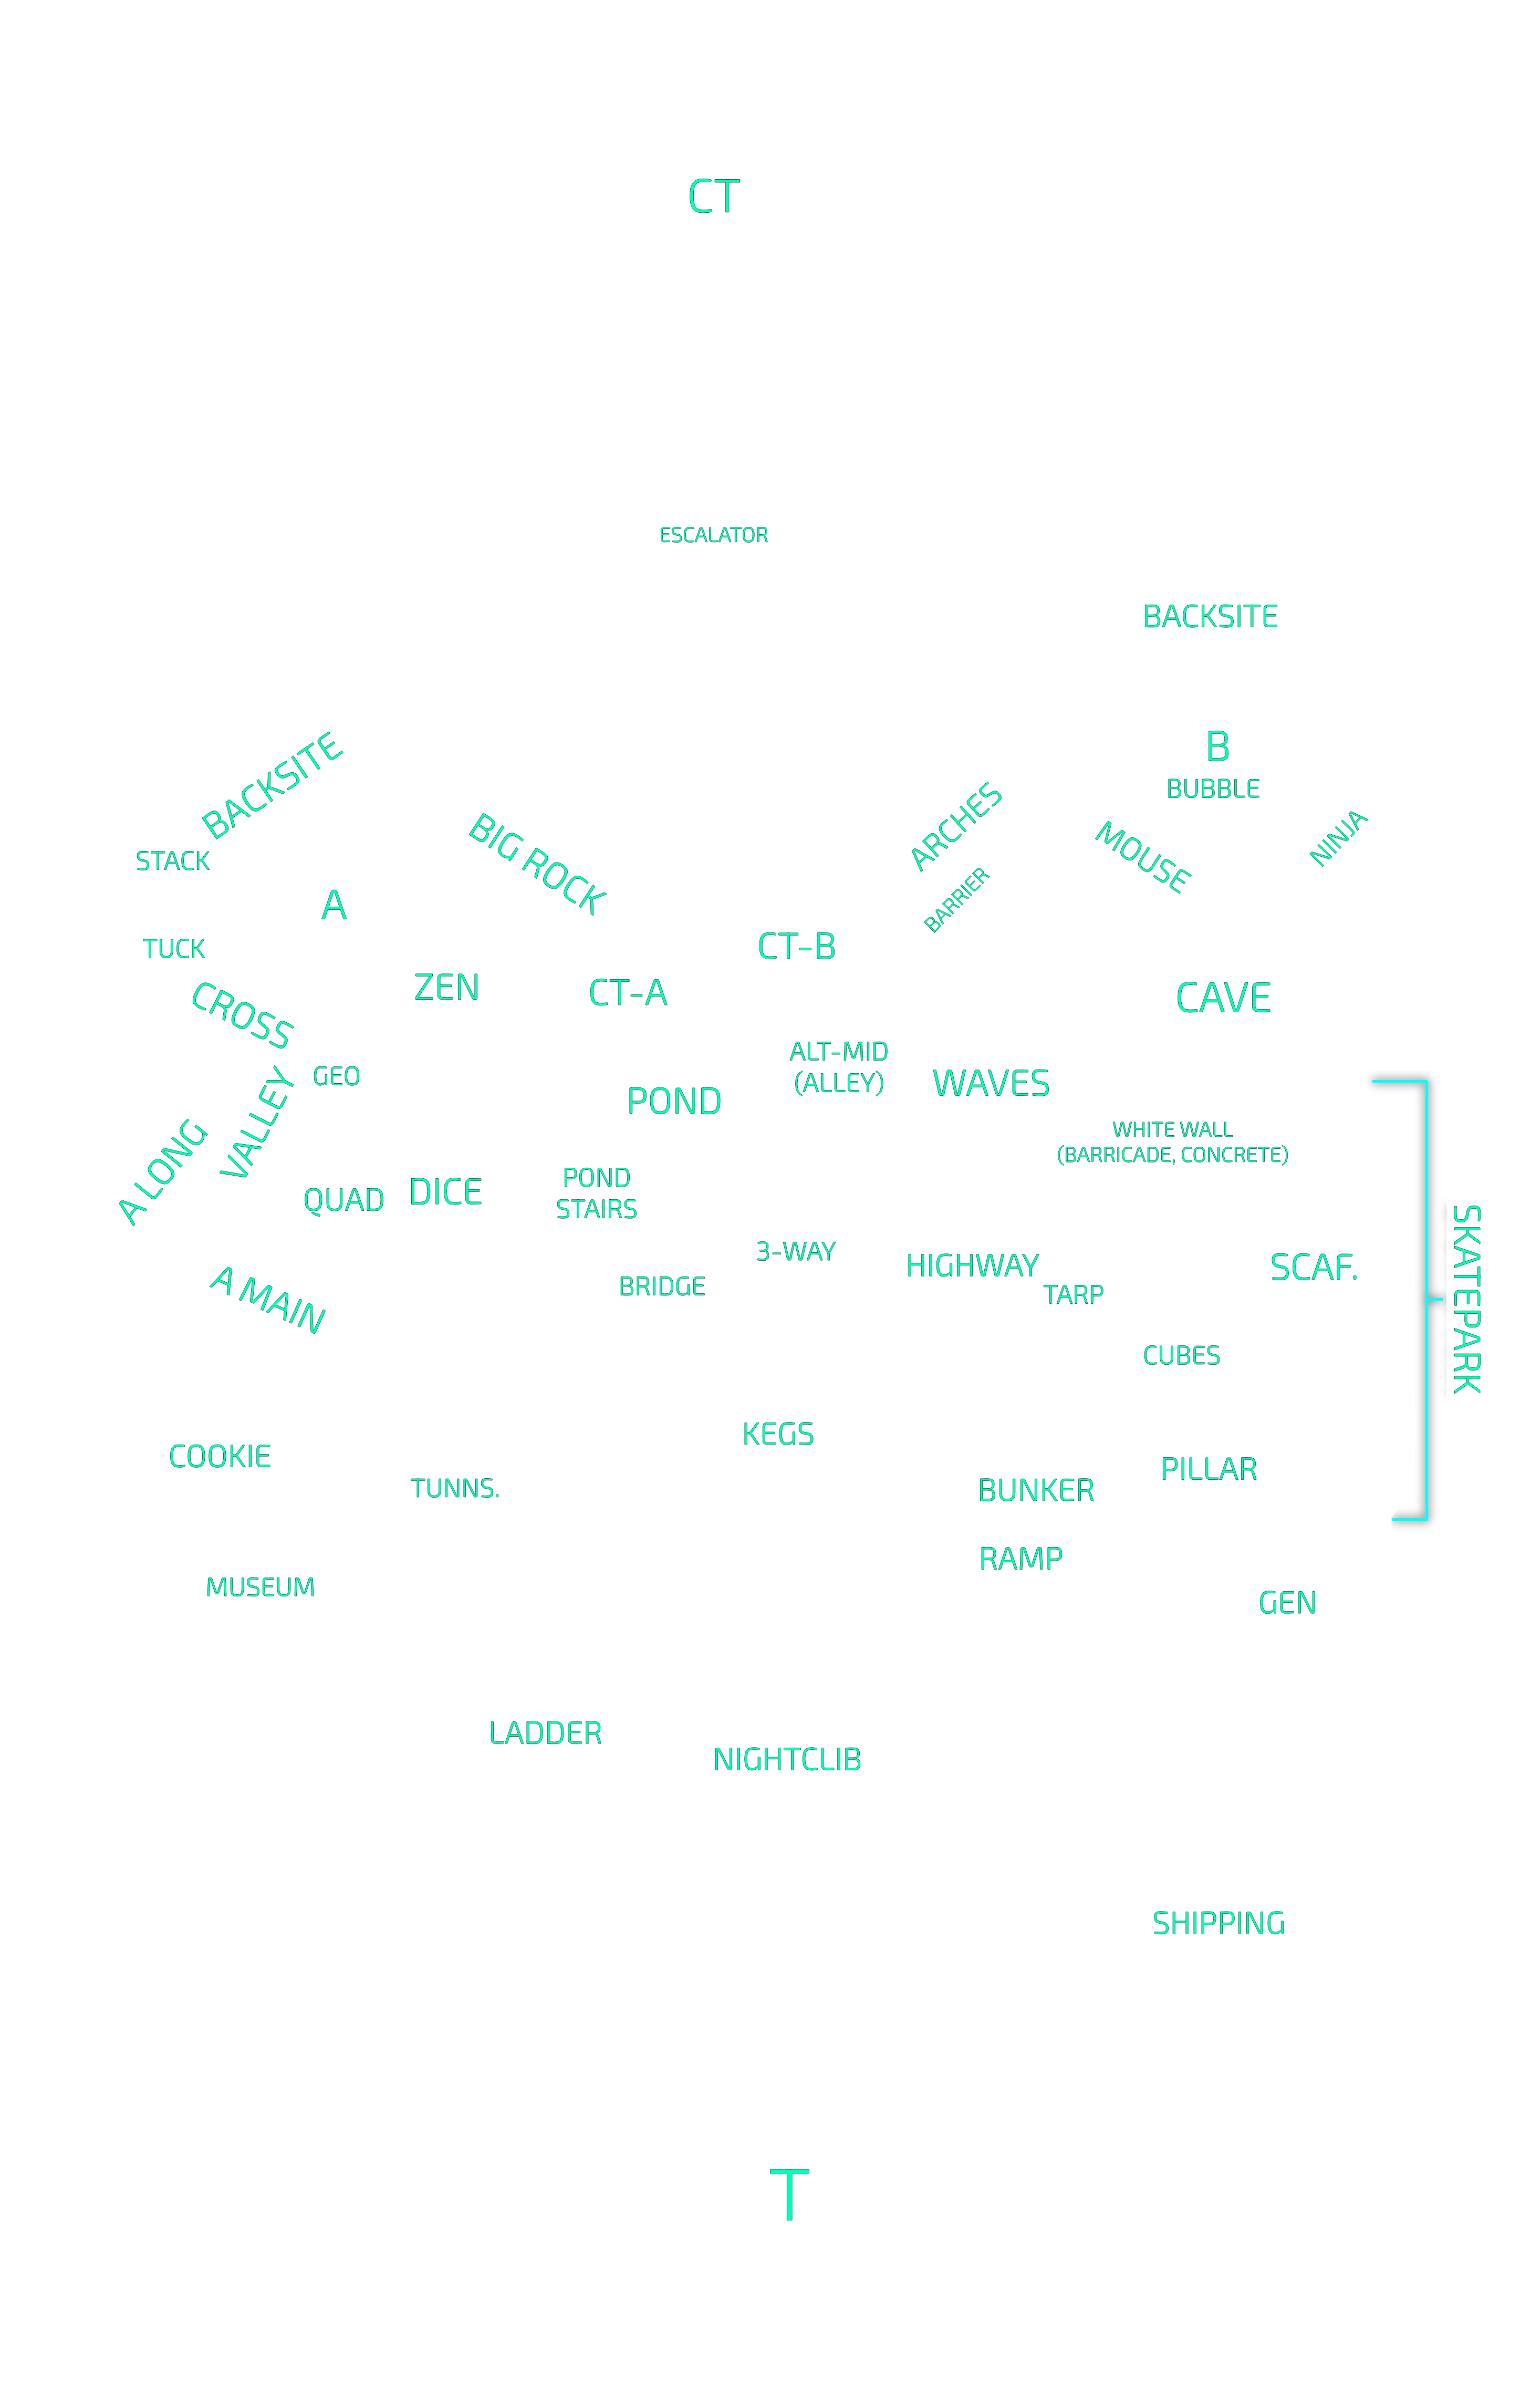 CT
ESCALATOR
BACKSITE
B
BUBBLE
BACKSITE
STACK
BIG ROCK
ARCHES
MOUSE
NINJA
A
BARRIER
TUCK
CT-B
ZEN
CT-A
CAVE
CROSS
ALT-MID
(ALLEY)
GEO
WAVES
POND
VALLEY
WHITE WALL
(BARRICADE, CONCRETE)
A LONG
QUAD
DICE
POND
STAIRS
3-WAY
HIGHWAY
SCAF.
SKATEPARK
BRIDGE
TARP
A MAIN
CUBES
KEGS
COOKIE
PILLAR
TUNNS.
BUNKER
RAMP
MUSEUM
GEN
LADDER
NIGHTCLIB
SHIPPING
T